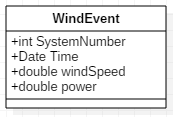 WindEvent
+int SystemNumber
+Date Time
+double windSpeed
+double power